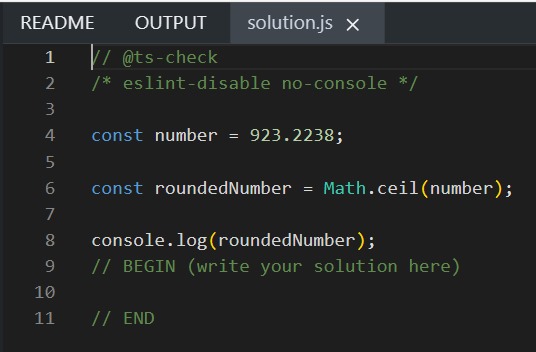 README OUTPUT solution.js ×
1 // @ts-check
2 /* eslint-disable no-console */
3
4 const number = 923.2238;
5
6 const roundedNumber = Math.ceil(number);
7
8 console.log(roundedNumber);
9 // BEGIN (write your solution here)
10
11 // END